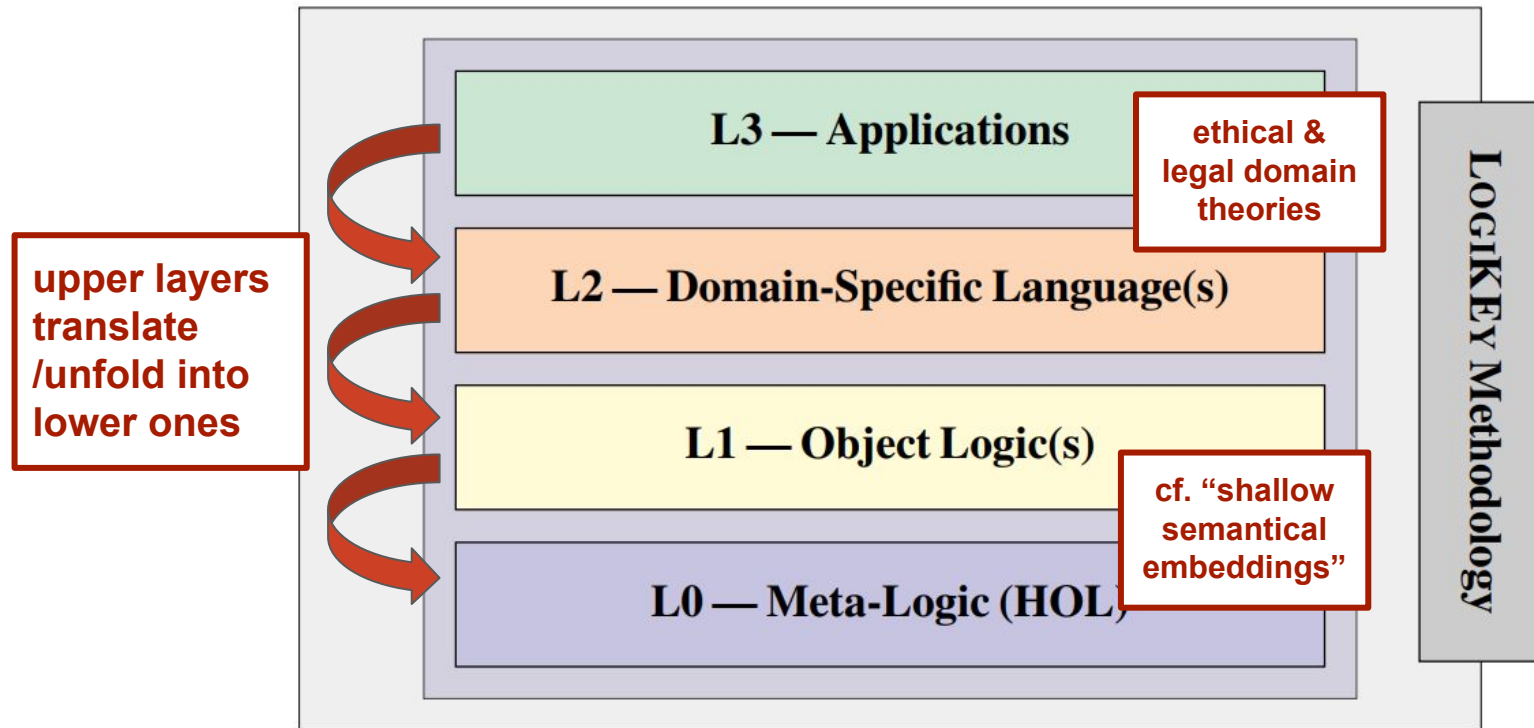 L3 — Applications
ethical &
legal domain
theories
upper layers
translate
/unfold into
lower ones
L2 — Domain-Specific Language(s)
L1 — Object Logic(s)
cf. “shallow
semantical
embeddings”
L0 — Meta-Logic (HOL)
LOGIKEY Methodology